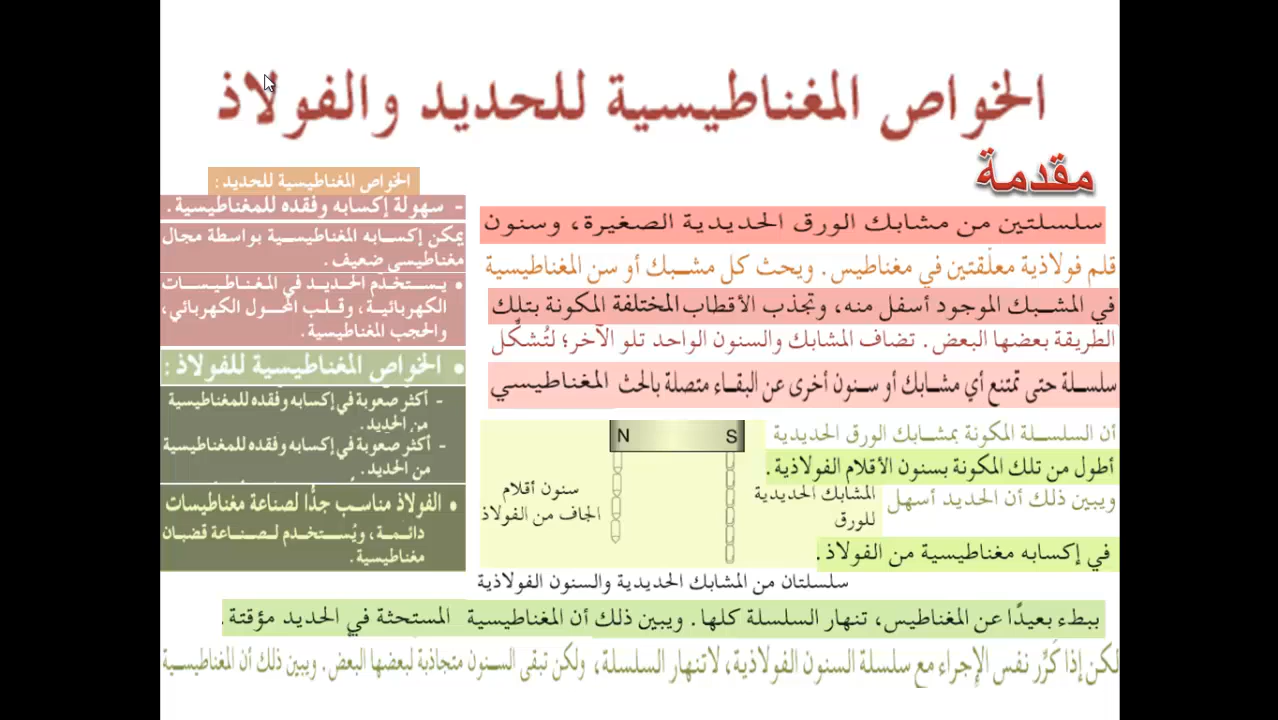 الخواص المغناطيسية للحديد والفولاذ
مقدمة
سلسلتين من مشابك الورق الحديدية الصغيرة، وسنون
قلم فولاذية معلّقتين في مغناطيس. ويحث كل مشبك أو سن المغناطيسية
في المشبك الموجود أسفل منه، وتجذب الأقطاب المختلفة المكونة بتلك
الطريقة بعضها البعض. تضاف المشابك والسنون الواحد تلو الآخر؛ لتُشكِّل
سلسلة حتى تمتنع أي مشابك أو سنون أخرى عن البقاء متصلة بالحث المغناطيسي
أن السلسلة المكونة بمشابك الورق الحديدية
أطول من تلك المكونة بسنون الأقلام الفولاذية.
ويبين ذلك أن الحديد أسهل
في إكسابه مغناطيسية من الفولاذ.
N S
المشابك الحديدية
للورق
سنون أقلام
الجاف من الفولاذ
سلسلتان من المشابك الحديدية والسنون الفولاذية
ببطء بعيدًا عن المغناطيس، تنهار السلسلة كلها. ويبين ذلك أن المغناطيسية المستحثة في الحديد مؤقتة.
لكن إذا كَرَّر نفس الإجراء مع سلسلة السنون الفولاذية، لاتنهار السلسلة، ولكن تبقى السنون متجاذبة لبعضها البعض. ويبين ذلك أن المغناطيسية
الخواص المغناطيسية للحديد :
- سهولة إكسابه وفقده للمغناطيسية.
يمكن إكسابه المغناطيسية بواسطة مجال
مغناطيسي ضعيف.
• يستخدم الحديد في المغناطيسات
الكهربائية، وقلب المحول الكهربائي،
والحجب المغناطيسية.
• الخواص المغناطيسية للفولاذ :
- أكثر صعوبة في إكسابه وفقده للمغناطيسية
من الحديد.
- أكثر صعوبة في إكسابه وفقده للمغناطيسية
من الحديد.
• الفولاذ مناسب جدًّا لصناعة مغناطيسات
دائمة، ويُستخدم لصناعة قضبان
مغناطيسية.